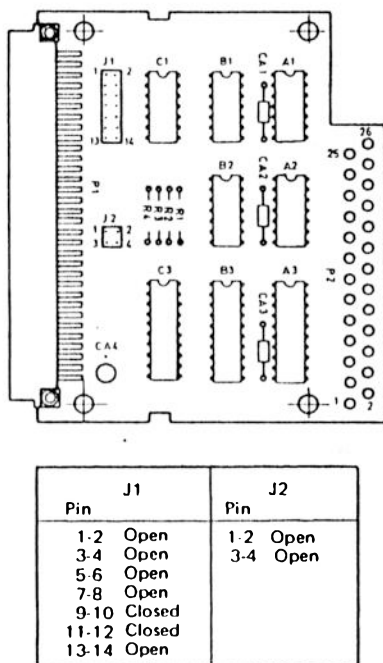 J1
C1
B1
CA1
A1
1
2
13
14
26
25
P1
B2
CA2
A2
R4
R3
R2
R1
J2
1
2
3
4
P2
C3
B3
CA3
A3
CA4
1
2
J1
J2
Pin
Pin
1-2 Open
1-2 Open
3-4 Open
3-4 Open
5-6 Open
7-8 Open
9-10 Closed
11-12 Closed
13-14 Open